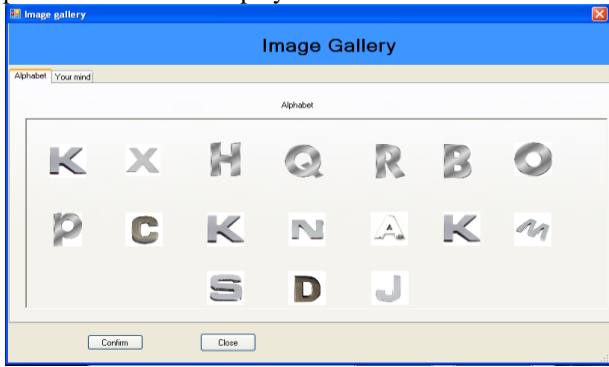 Image gallery
Image Gallery
Alphabet Your mind
Alphabet
K X H Q R B O
P C K N A K M
S D J
Confirm Close